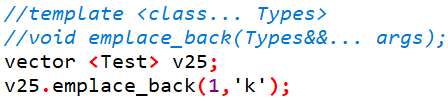 //template <class... Types>
//void emplace_back(Types&&... args);
vector <Test> v25;
v25.emplace_back(1,'k');